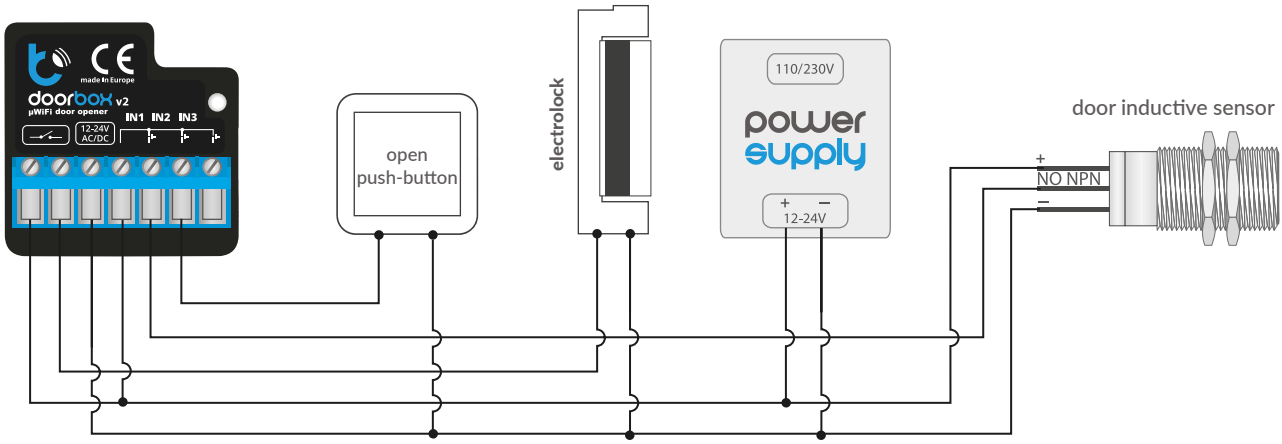 CE
made in Europe
doorbox v2
µWiFi door opener
12-24V
AC/DC
IN1 IN2 IN3
open
push-button
electrolock
110/230V
power
supply
+ −
12-24V
door inductive sensor
+
NO NPN
−